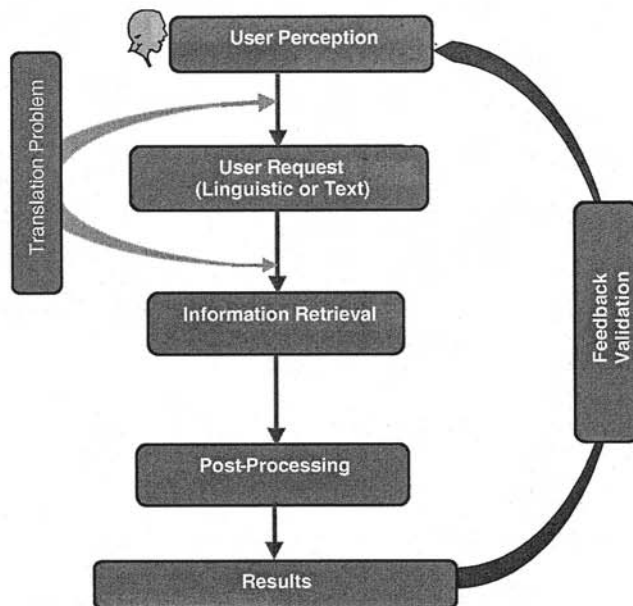 User Perception
Translation Problem
User Request
(Linguistic or Text)
Information Retrieval
Feedback
Validation
Post-Processing
Results